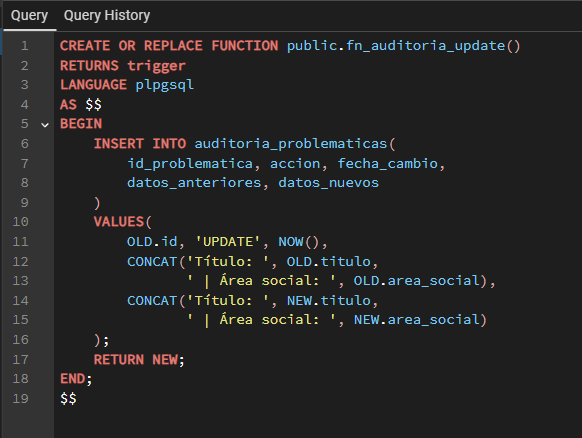 Query Query History
1 CREATE OR REPLACE FUNCTION public.fn_auditoria_update()
2 RETURNS trigger
3 LANGUAGE plpgsql
4 AS $$
5 BEGIN
6     INSERT INTO auditoria_problematicas(
7         id_problematica, accion, fecha_cambio,
8         datos_anteriores, datos_nuevos
9     )
10     VALUES(
11         OLD.id, 'UPDATE', NOW(),
12         CONCAT('Título: ', OLD.titulo,
13                ' | Área social: ', OLD.area_social),
14         CONCAT('Título: ', NEW.titulo,
15                ' | Área social: ', NEW.area_social)
16     );
17     RETURN NEW;
18 END;
19 $$